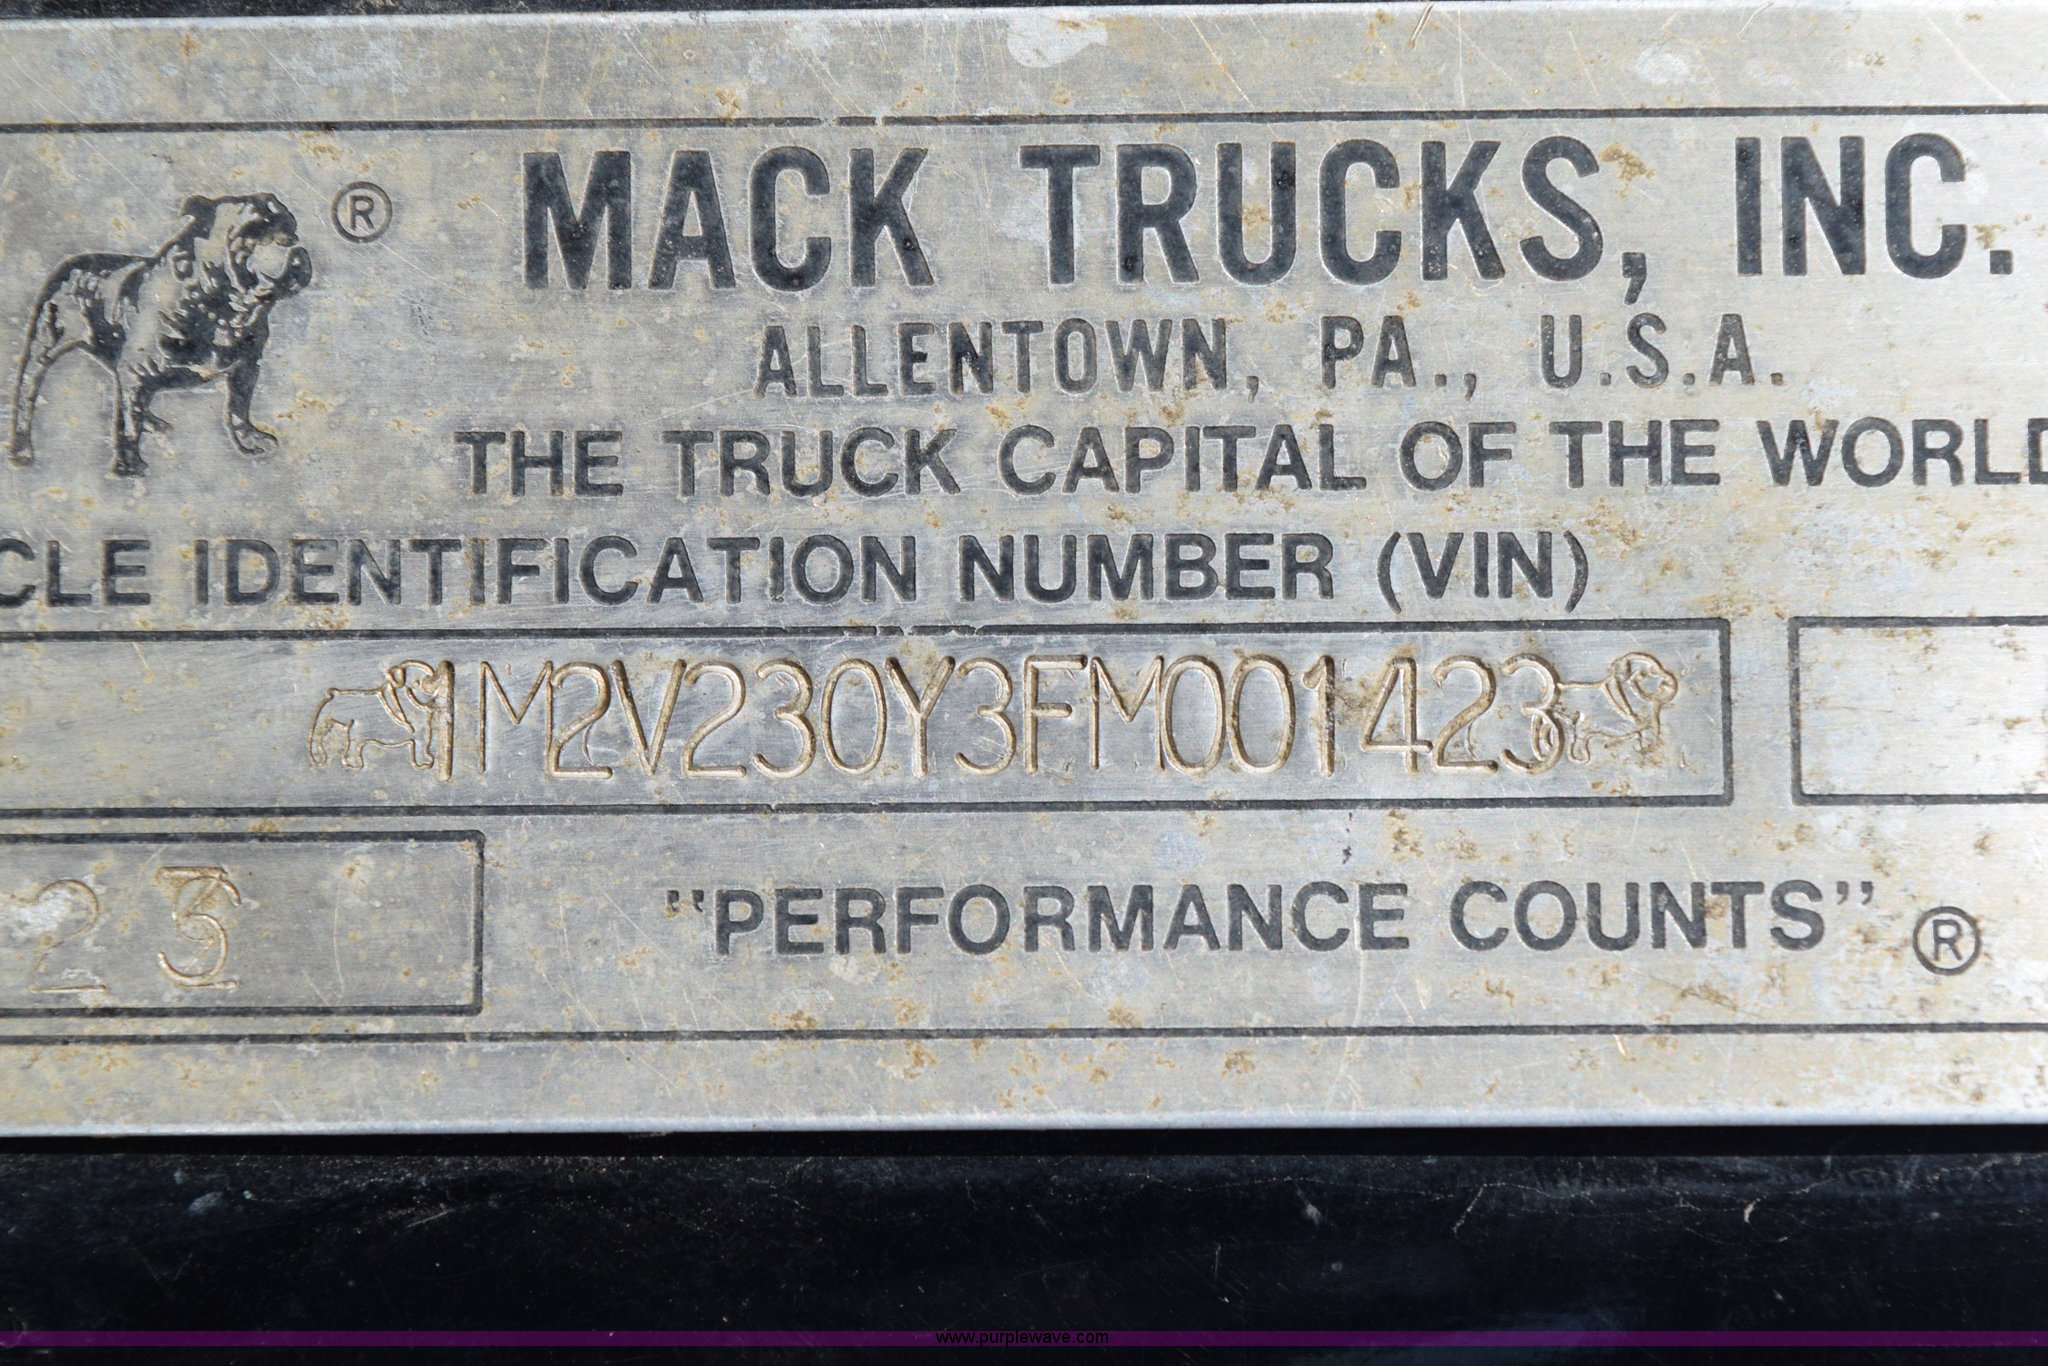 ®
MACK TRUCKS, INC.
ALLENTOWN, PA., U.S.A.
THE TRUCK CAPITAL OF THE WORLD
CLE IDENTIFICATION NUMBER (VIN)
1M2V230Y3FM001423
23
"PERFORMANCE COUNTS" ®
www.purplewave.com